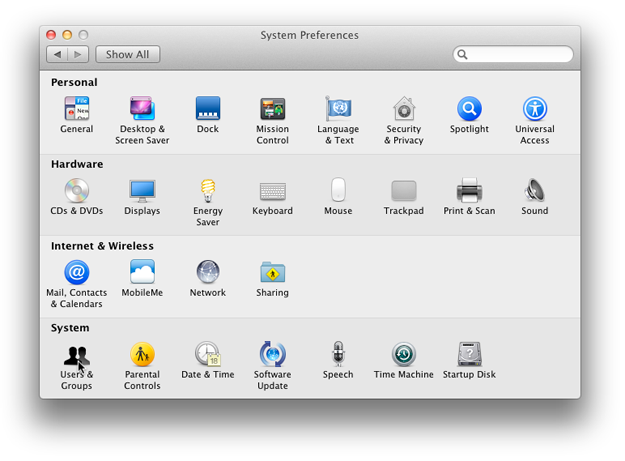 System Preferences
Show All
Personal
File
New
General
Desktop &
Screen Saver
Dock
Mission
Control
Language
& Text
Security
& Privacy
Spotlight
Universal
Access
Hardware
CDs & DVDs
Displays
Energy
Saver
Keyboard
Mouse
Trackpad
Print & Scan
Sound
Internet & Wireless
@
Mail, Contacts
& Calendars
MobileMe
Network
Sharing
System
Users &
Groups
Parental
Controls
18
Date & Time
Software
Update
Speech
Time Machine
?
Startup Disk